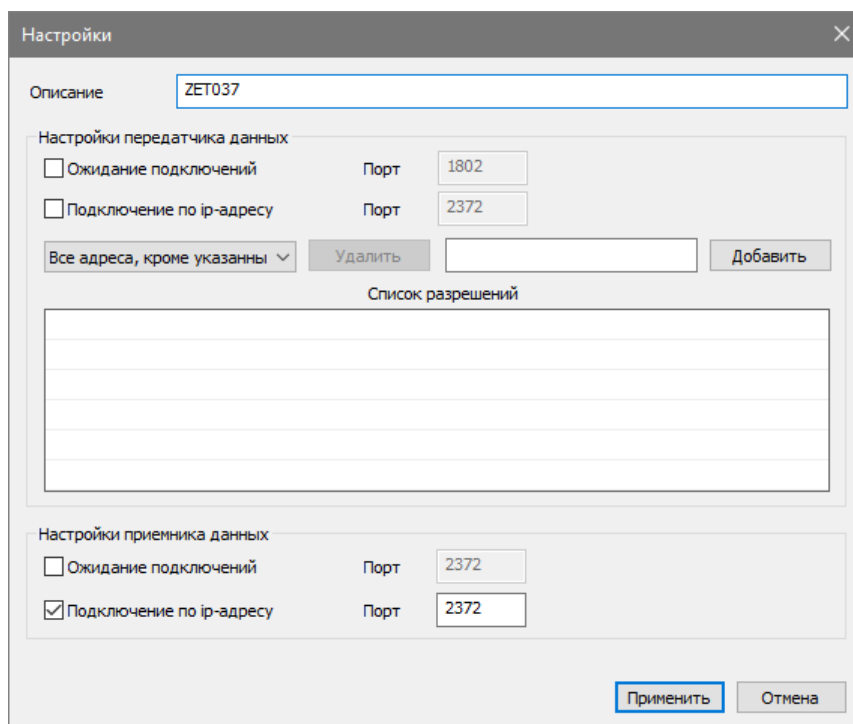 Настройки
Описание ZET037
Настройки передатчика данных
Ожидание подключений Порт 1802
Подключение по ip-адресу Порт 2372
Все адреса, кроме указанны Удалить Добавить
Список разрешений
Настройки приемника данных
Ожидание подключений Порт 2372
Подключение по ip-адресу Порт 2372
Применить Отмена